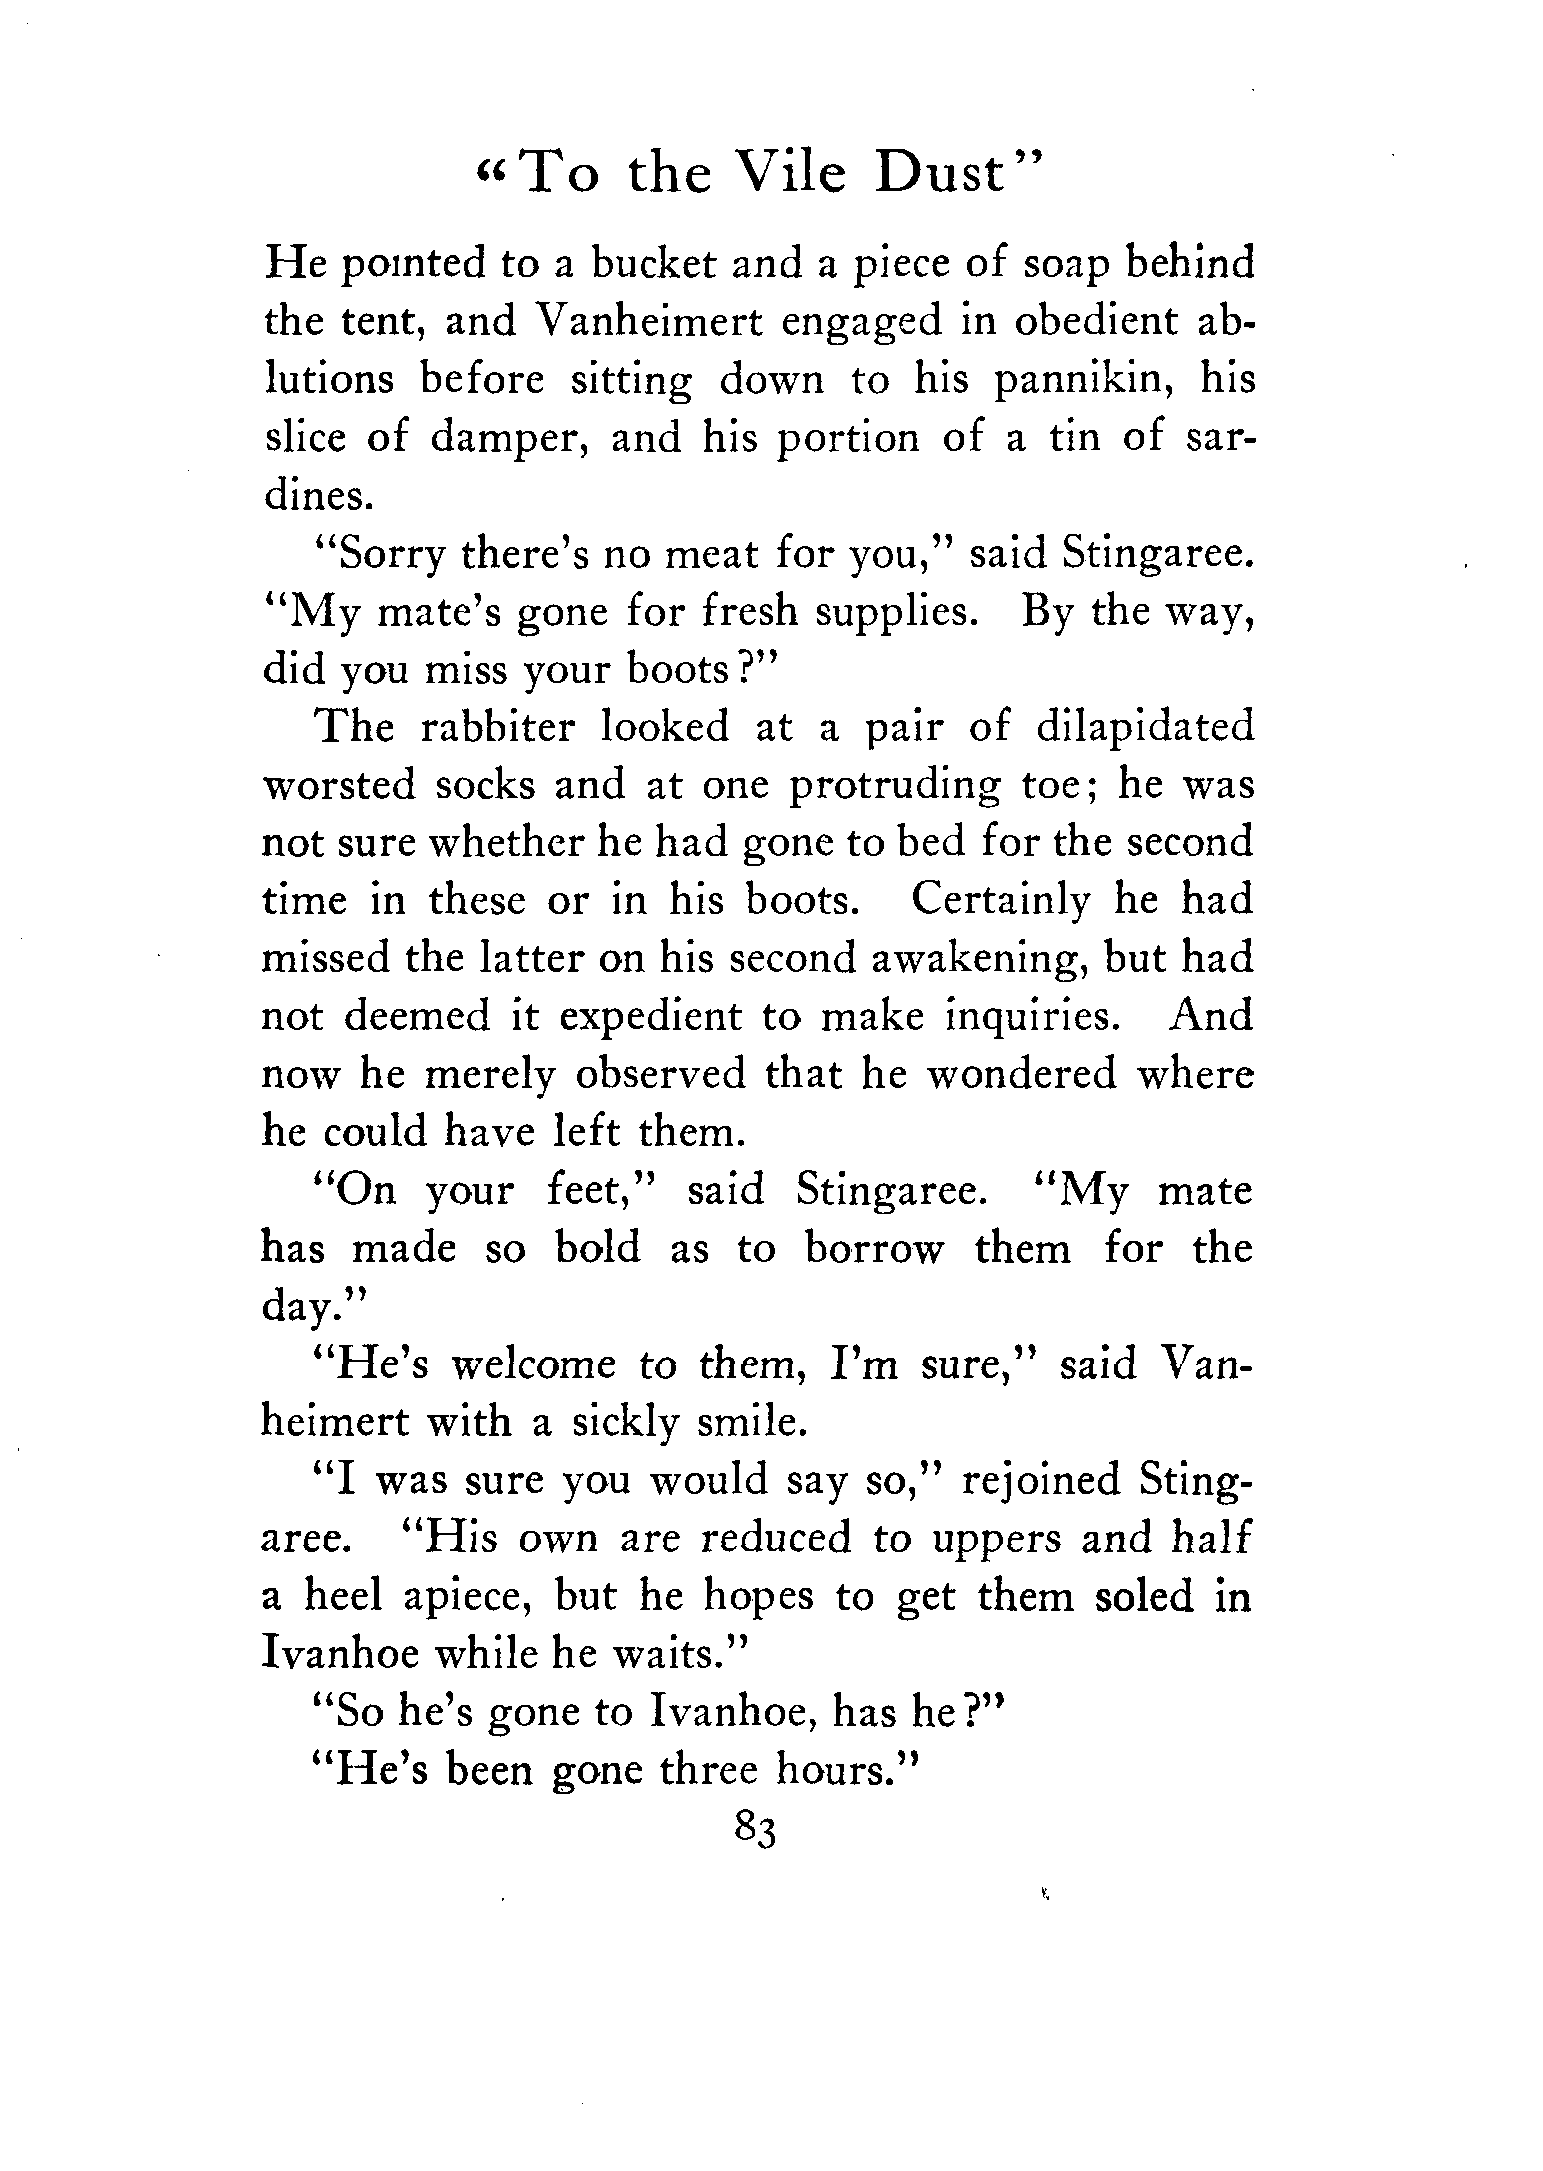 "To the Vile Dust"
He pointed to a bucket and a piece of soap behind
the tent, and Vanheimert engaged in obedient ab-
lutions before sitting down to his pannikin, his
slice of damper, and his portion of a tin of sar-
dines.
"Sorry there's no meat for you," said Stingaree.
"My mate's gone for fresh supplies. By the way,
did you miss your boots?"
The rabbiter looked at a pair of dilapidated
worsted socks and at one protruding toe; he was
not sure whether he had gone to bed for the second
time in these or in his boots. Certainly he had
missed the latter on his second awakening, but had
not deemed it expedient to make inquiries. And
now he merely observed that he wondered where
he could have left them.
"On your feet," said Stingaree. "My mate
has made so bold as to borrow them for the
day."
"He's welcome to them, I'm sure," said Van-
heimert with a sickly smile.
"I was sure you would say so," rejoined Sting-
aree. "His own are reduced to uppers and half
a heel apiece, but he hopes to get them soled in
Ivanhoe while he waits."
"So he's gone to Ivanhoe, has he?"
"He's been gone three hours."
83